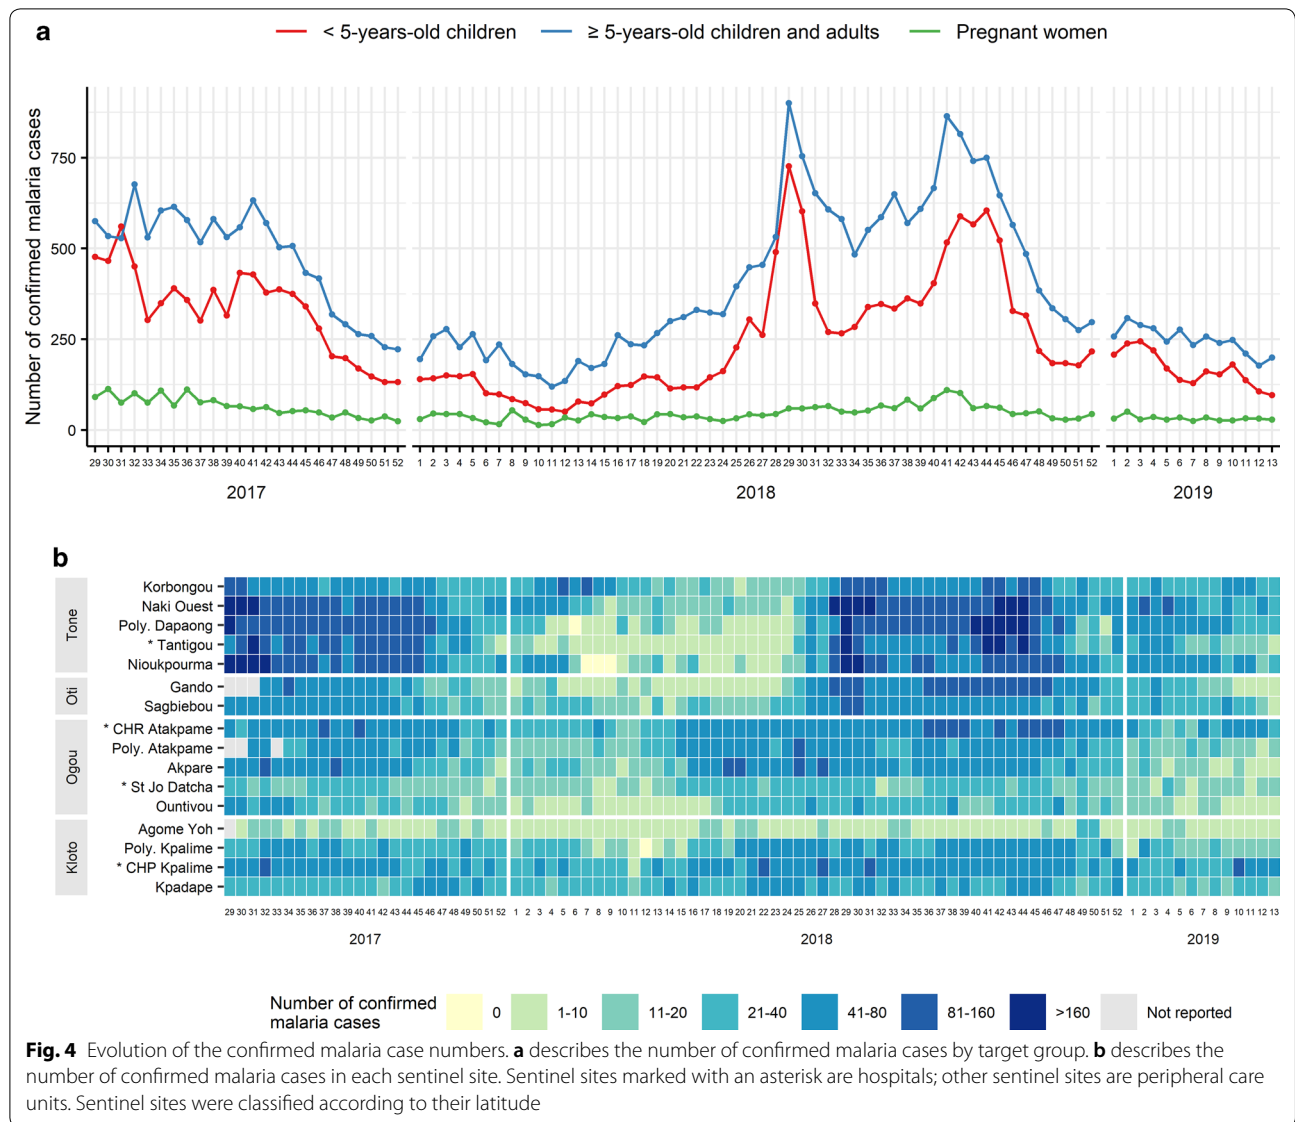 a
< 5-years-old children
≥ 5-years-old children and adults
Pregnant women
Number of confirmed malaria cases
750
500
250
0
29 30 31 32 33 34 35 36 37 38 39 40 41 42 43 44 45 46 47 48 49 50 51 52
1 2 3 4 5 6 7 8 9 10 11 12 13 14 15 16 17 18 19 20 21 22 23 24 25 26 27 28 29 30 31 32 33 34 35 36 37 38 39 40 41 42 43 44 45 46 47 48 49 50 51 52
1 2 3 4 5 6 7 8 9 10 11 12 13
2017
2018
2019
b
Tone
Korbongou
Naki Ouest
Poly. Dapaong
* Tantigou
Nioukpourma
Oti
Gando
Sagbiebou
Ogou
* CHR Atakpame
Poly. Atakpame
Akpare
* St Jo Datcha
Ountivou
Kloto
Agome Yoh
Poly. Kpalime
* CHP Kpalime
Kpadape
29 30 31 32 33 34 35 36 37 38 39 40 41 42 43 44 45 46 47 48 49 50 51 52
1 2 3 4 5 6 7 8 9 10 11 12 13 14 15 16 17 18 19 20 21 22 23 24 25 26 27 28 29 30 31 32 33 34 35 36 37 38 39 40 41 42 43 44 45 46 47 48 49 50 51 52
1 2 3 4 5 6 7 8 9 10 11 12 13
2017
2018
2019
Number of confirmed
malaria cases
0
1-10
11-20
21-40
41-80
81-160
>160
Not reported
Fig. 4 Evolution of the confirmed malaria case numbers. a describes the number of confirmed malaria cases by target group. b describes the
number of confirmed malaria cases in each sentinel site. Sentinel sites marked with an asterisk are hospitals; other sentinel sites are peripheral care
units. Sentinel sites were classified according to their latitude